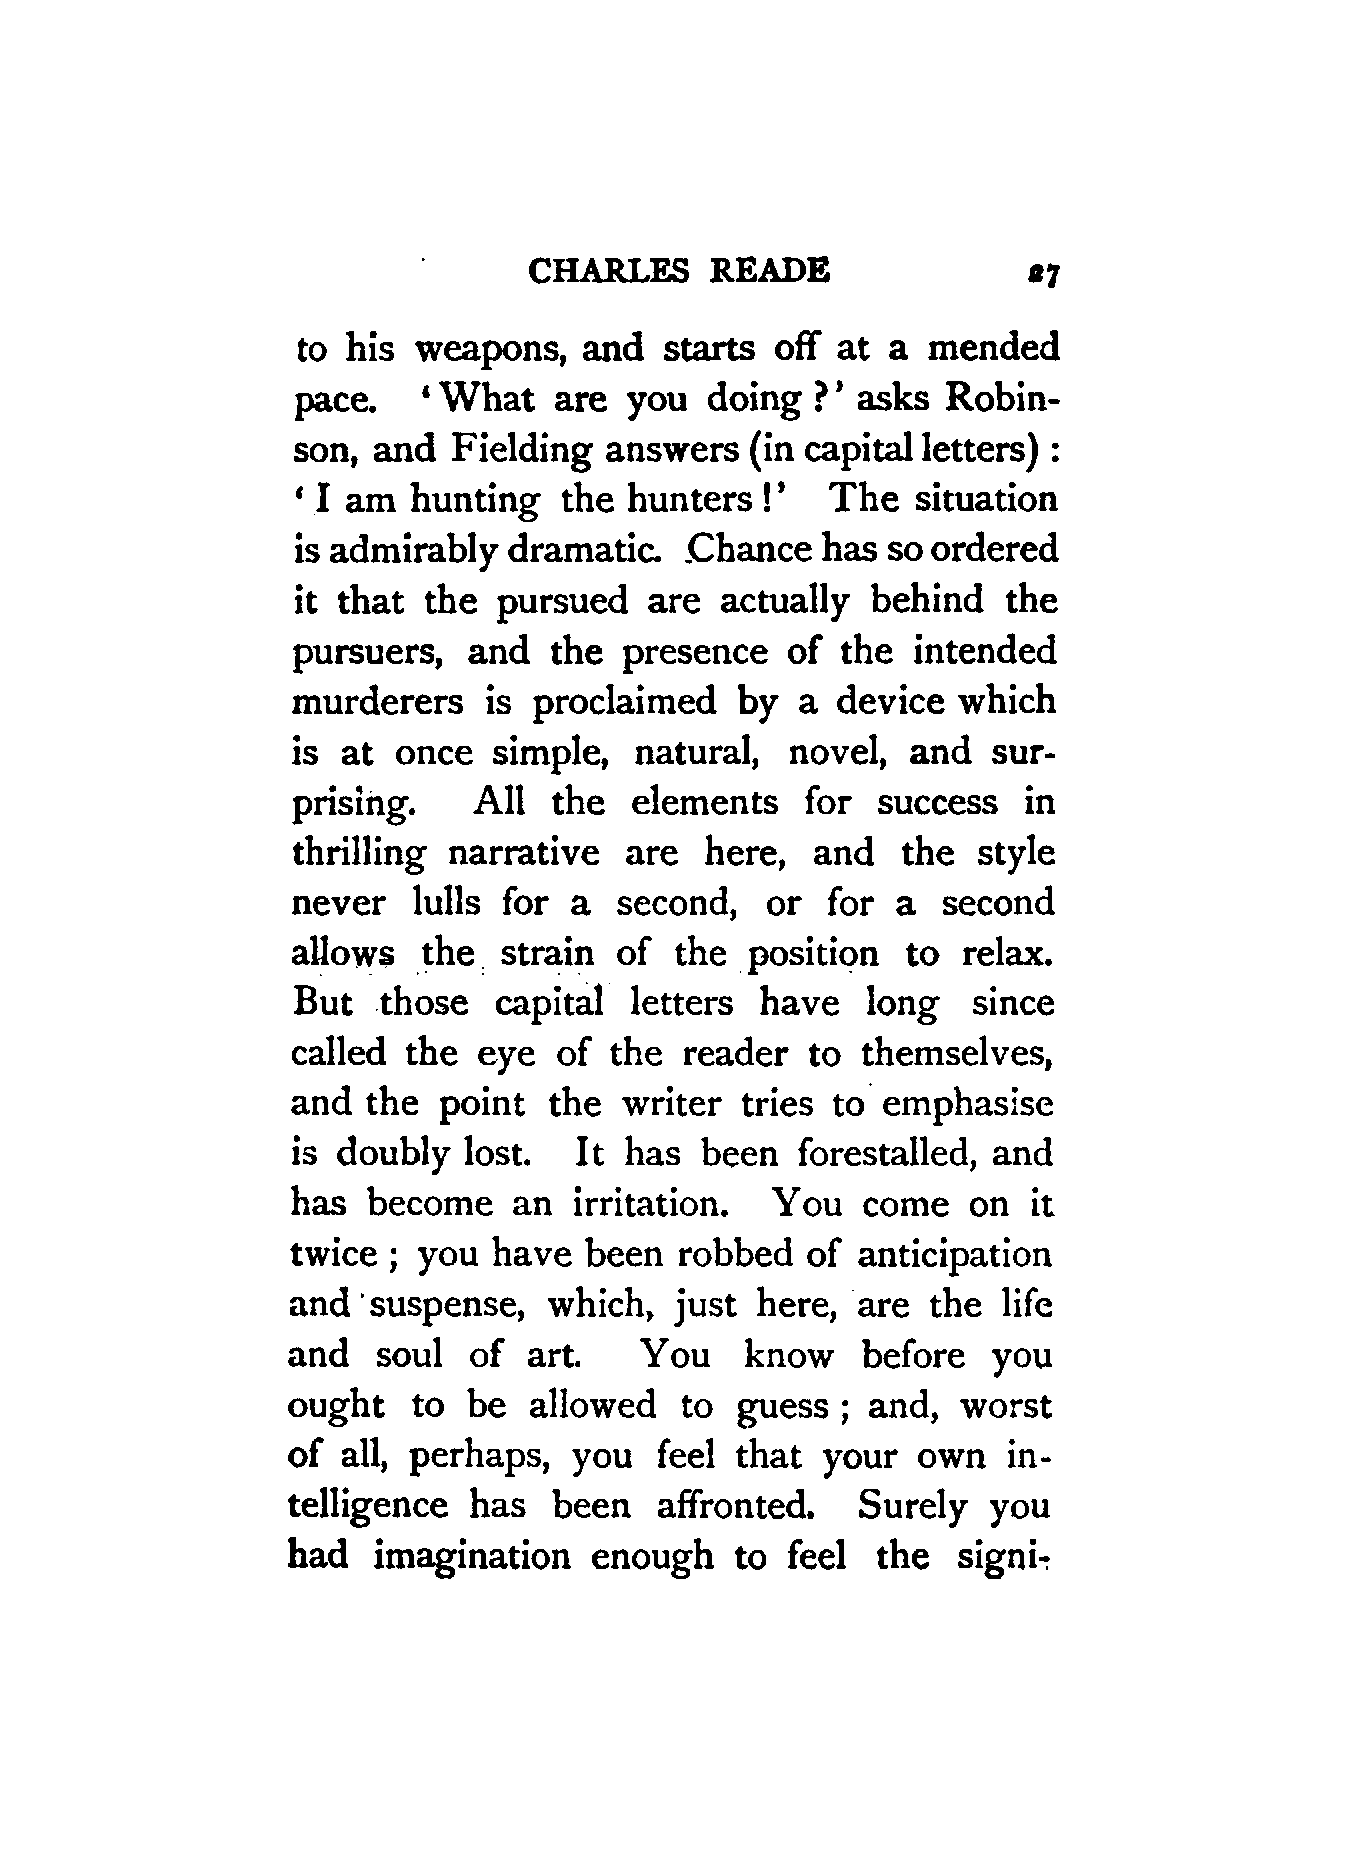 CHARLES READE 27
to his weapons, and starts off at a mended
pace. ‘What are you doing?’ asks Robin-
son, and Fielding answers (in capital letters):
‘I am hunting the hunters!’ The situation
is admirably dramatic. Chance has so ordered
it that the pursued are actually behind the
pursuers, and the presence of the intended
murderers is proclaimed by a device which
is at once simple, natural, novel, and sur-
prising. All the elements for success in
thrilling narrative are here, and the style
never lulls for a second, or for a second
allows the strain of the position to relax.
But those capital letters have long since
called the eye of the reader to themselves,
and the point the writer tries to emphasise
is doubly lost. It has been forestalled, and
has become an irritation. You come on it
twice; you have been robbed of anticipation
and suspense, which, just here, are the life
and soul of art. You know before you
ought to be allowed to guess; and, worst
of all, perhaps, you feel that your own in-
telligence has been affronted. Surely you
had imagination enough to feel the signi-